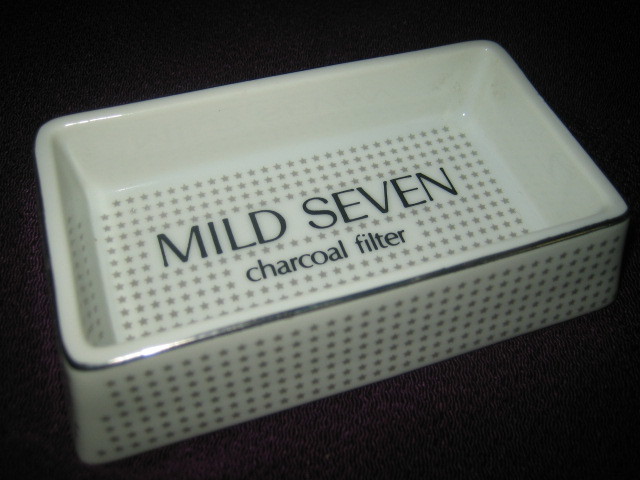 MILD SEVEN
charcoal filter